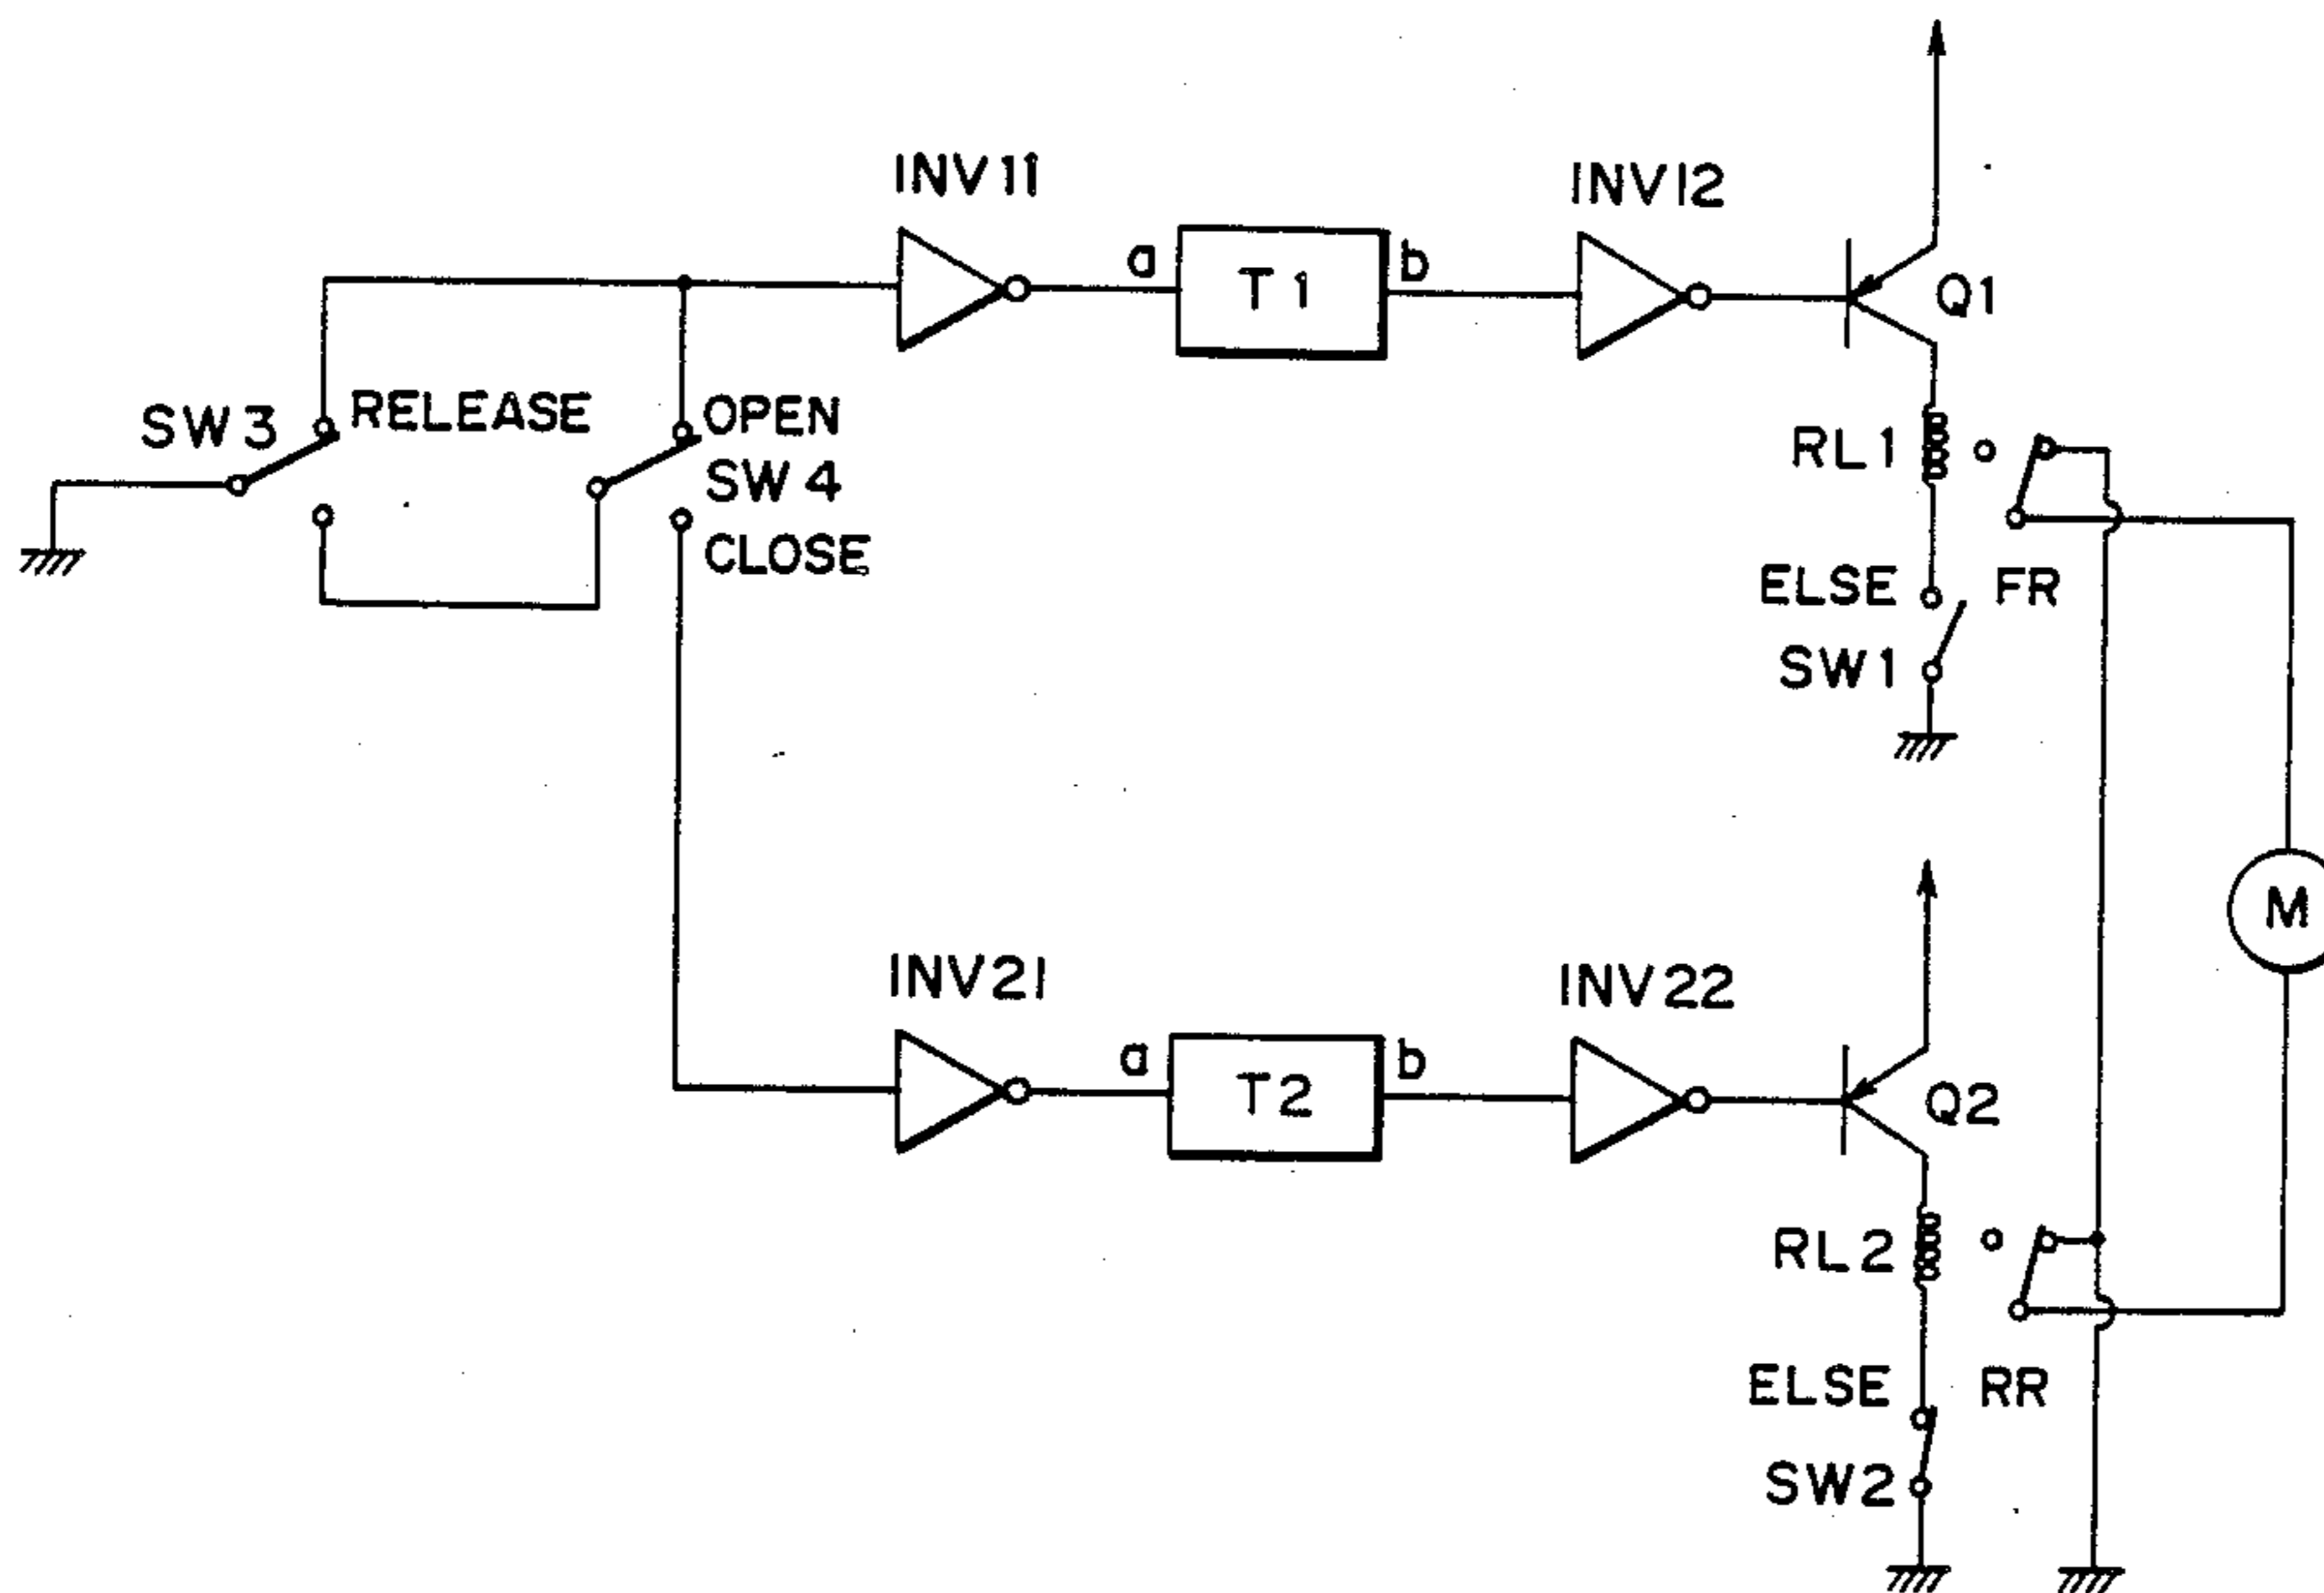 INV11
INV12
a
T1
b
Q1
SW3
RELEASE
OPEN
SW4
CLOSE
RL1
ELSE
FR
SW1
M
INV21
INV22
a
T2
b
Q2
RL2
ELSE
RR
SW2